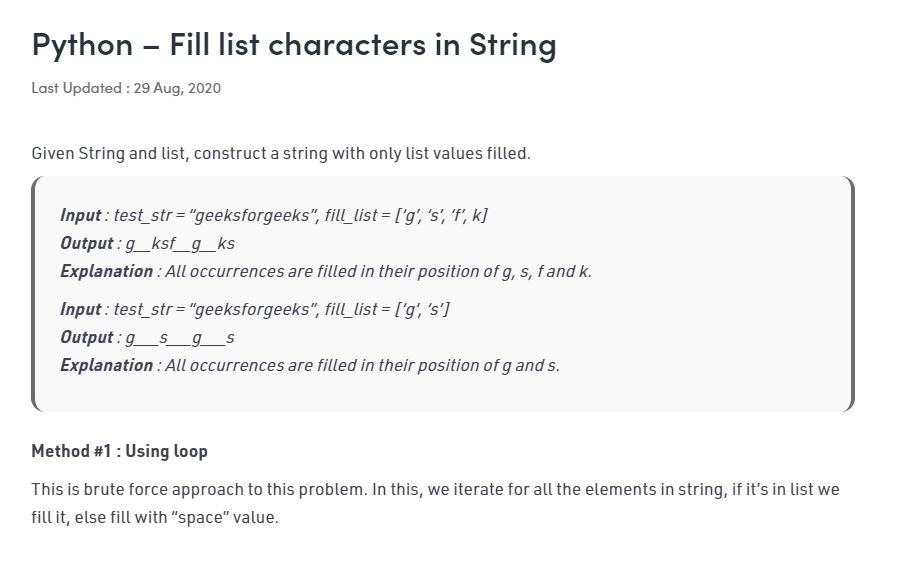 Python – Fill list characters in String
Last Updated : 29 Aug, 2020
Given String and list, construct a string with only list values filled.
Input : test_str = “geeksforgeeks”, fill_list = [‘g’, ‘s’, ‘f’, k]
Output : g__ksf__g__ks
Explanation : All occurrences are filled in their position of g, s, f and k.
Input : test_str = “geeksforgeeks”, fill_list = [‘g’, ‘s’]
Output : g___s___g___s
Explanation : All occurrences are filled in their position of g and s.
Method #1 : Using loop
This is brute force approach to this problem. In this, we iterate for all the elements in string, if it’s in list we
fill it, else fill with “space” value.